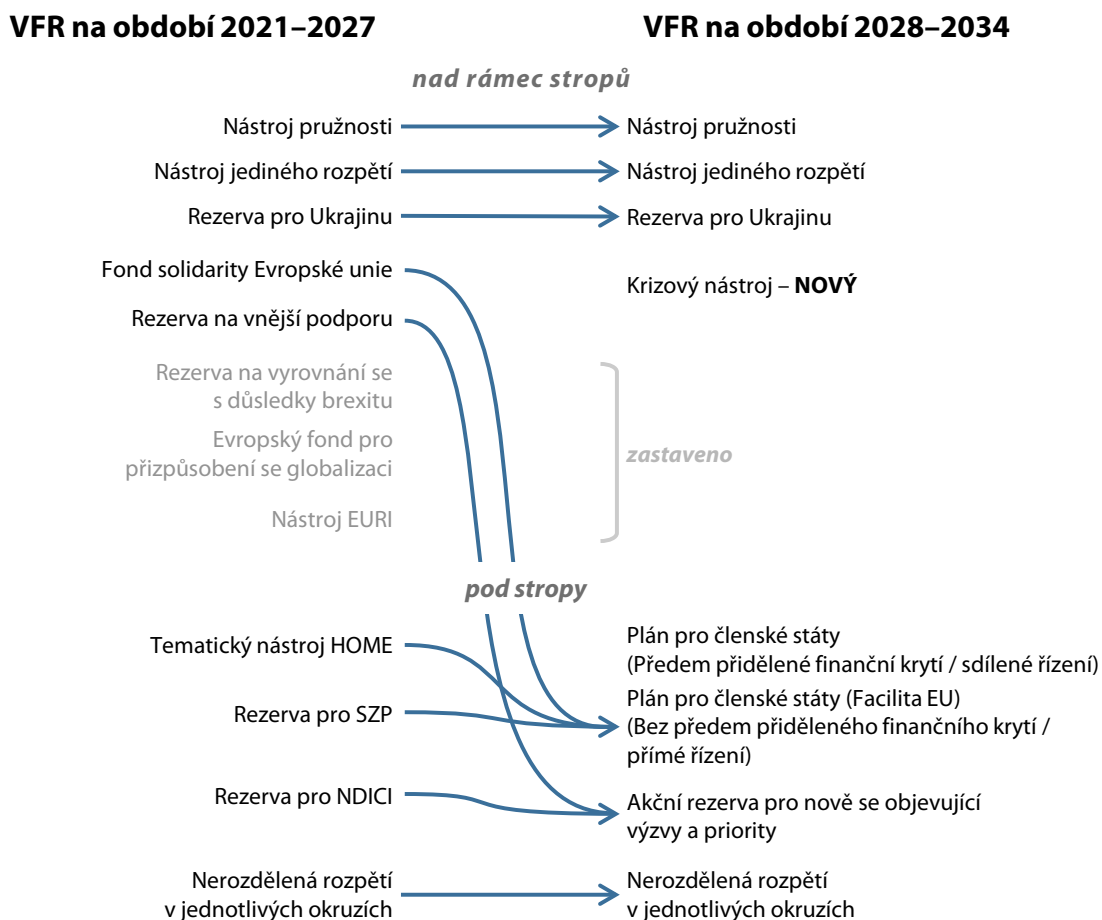 VFR na období 2021–2027
VFR na období 2028–2034
nad rámec stropů
Nástroj pružnosti
Nástroj pružnosti
Nástroj jediného rozpětí
Nástroj jediného rozpětí
Rezerva pro Ukrajinu
Rezerva pro Ukrajinu
Fond solidarity Evropské unie
Krizový nástroj – NOVÝ
Rezerva na vnější podporu
Rezerva na vyrovnání se
s důsledky brexitu
Evropský fond pro
přizpůsobení se globalizaci
zastaveno
Nástroj EURI
pod stropy
Tematický nástroj HOME
Plán pro členské státy
(Předem přidělené finanční krytí / sdílené řízení)
Rezerva pro SZP
Plán pro členské státy (Facilita EU)
(Bez předem přiděleného finančního krytí /
přímé řízení)
Rezerva pro NDICI
Akční rezerva pro nově se objevující
výzvy a priority
Nerozdělená rozpětí
v jednotlivých okruzích
Nerozdělená rozpětí
v jednotlivých okruzích